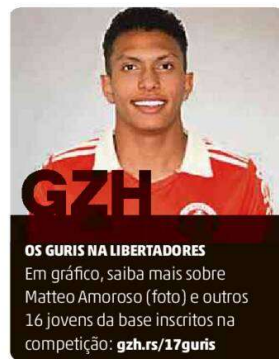 GZH
OS GURIS NA LIBERTADORES
Em gráfico, saiba mais sobre
Matteo Amoroso (foto) e outros
16 jovens da base inscritos na
competição: gzh.rs/17guris